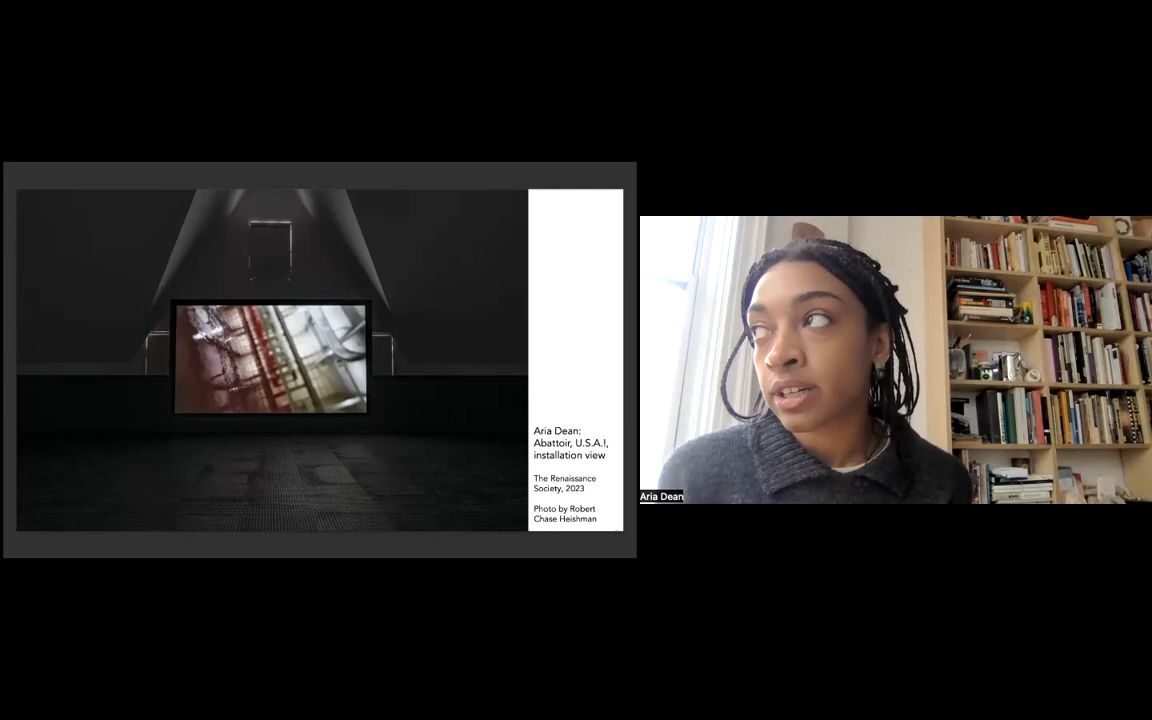 Aria Dean:
Abattoir, U.S.A.!,
installation view
The Renaissance
Society, 2023
Photo by Robert
Chase Heishman
Aria Dean